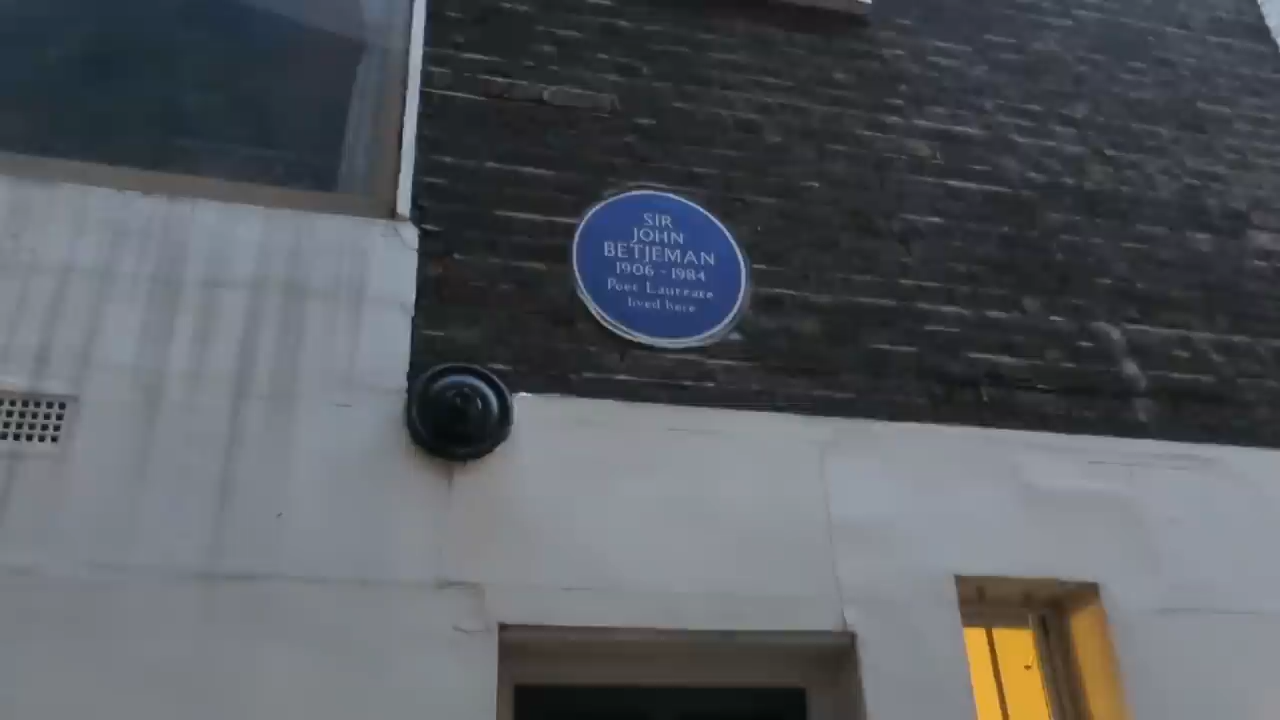 SIR
JOHN
BETJEMAN
1906 - 1984
Poet Laureate
lived here